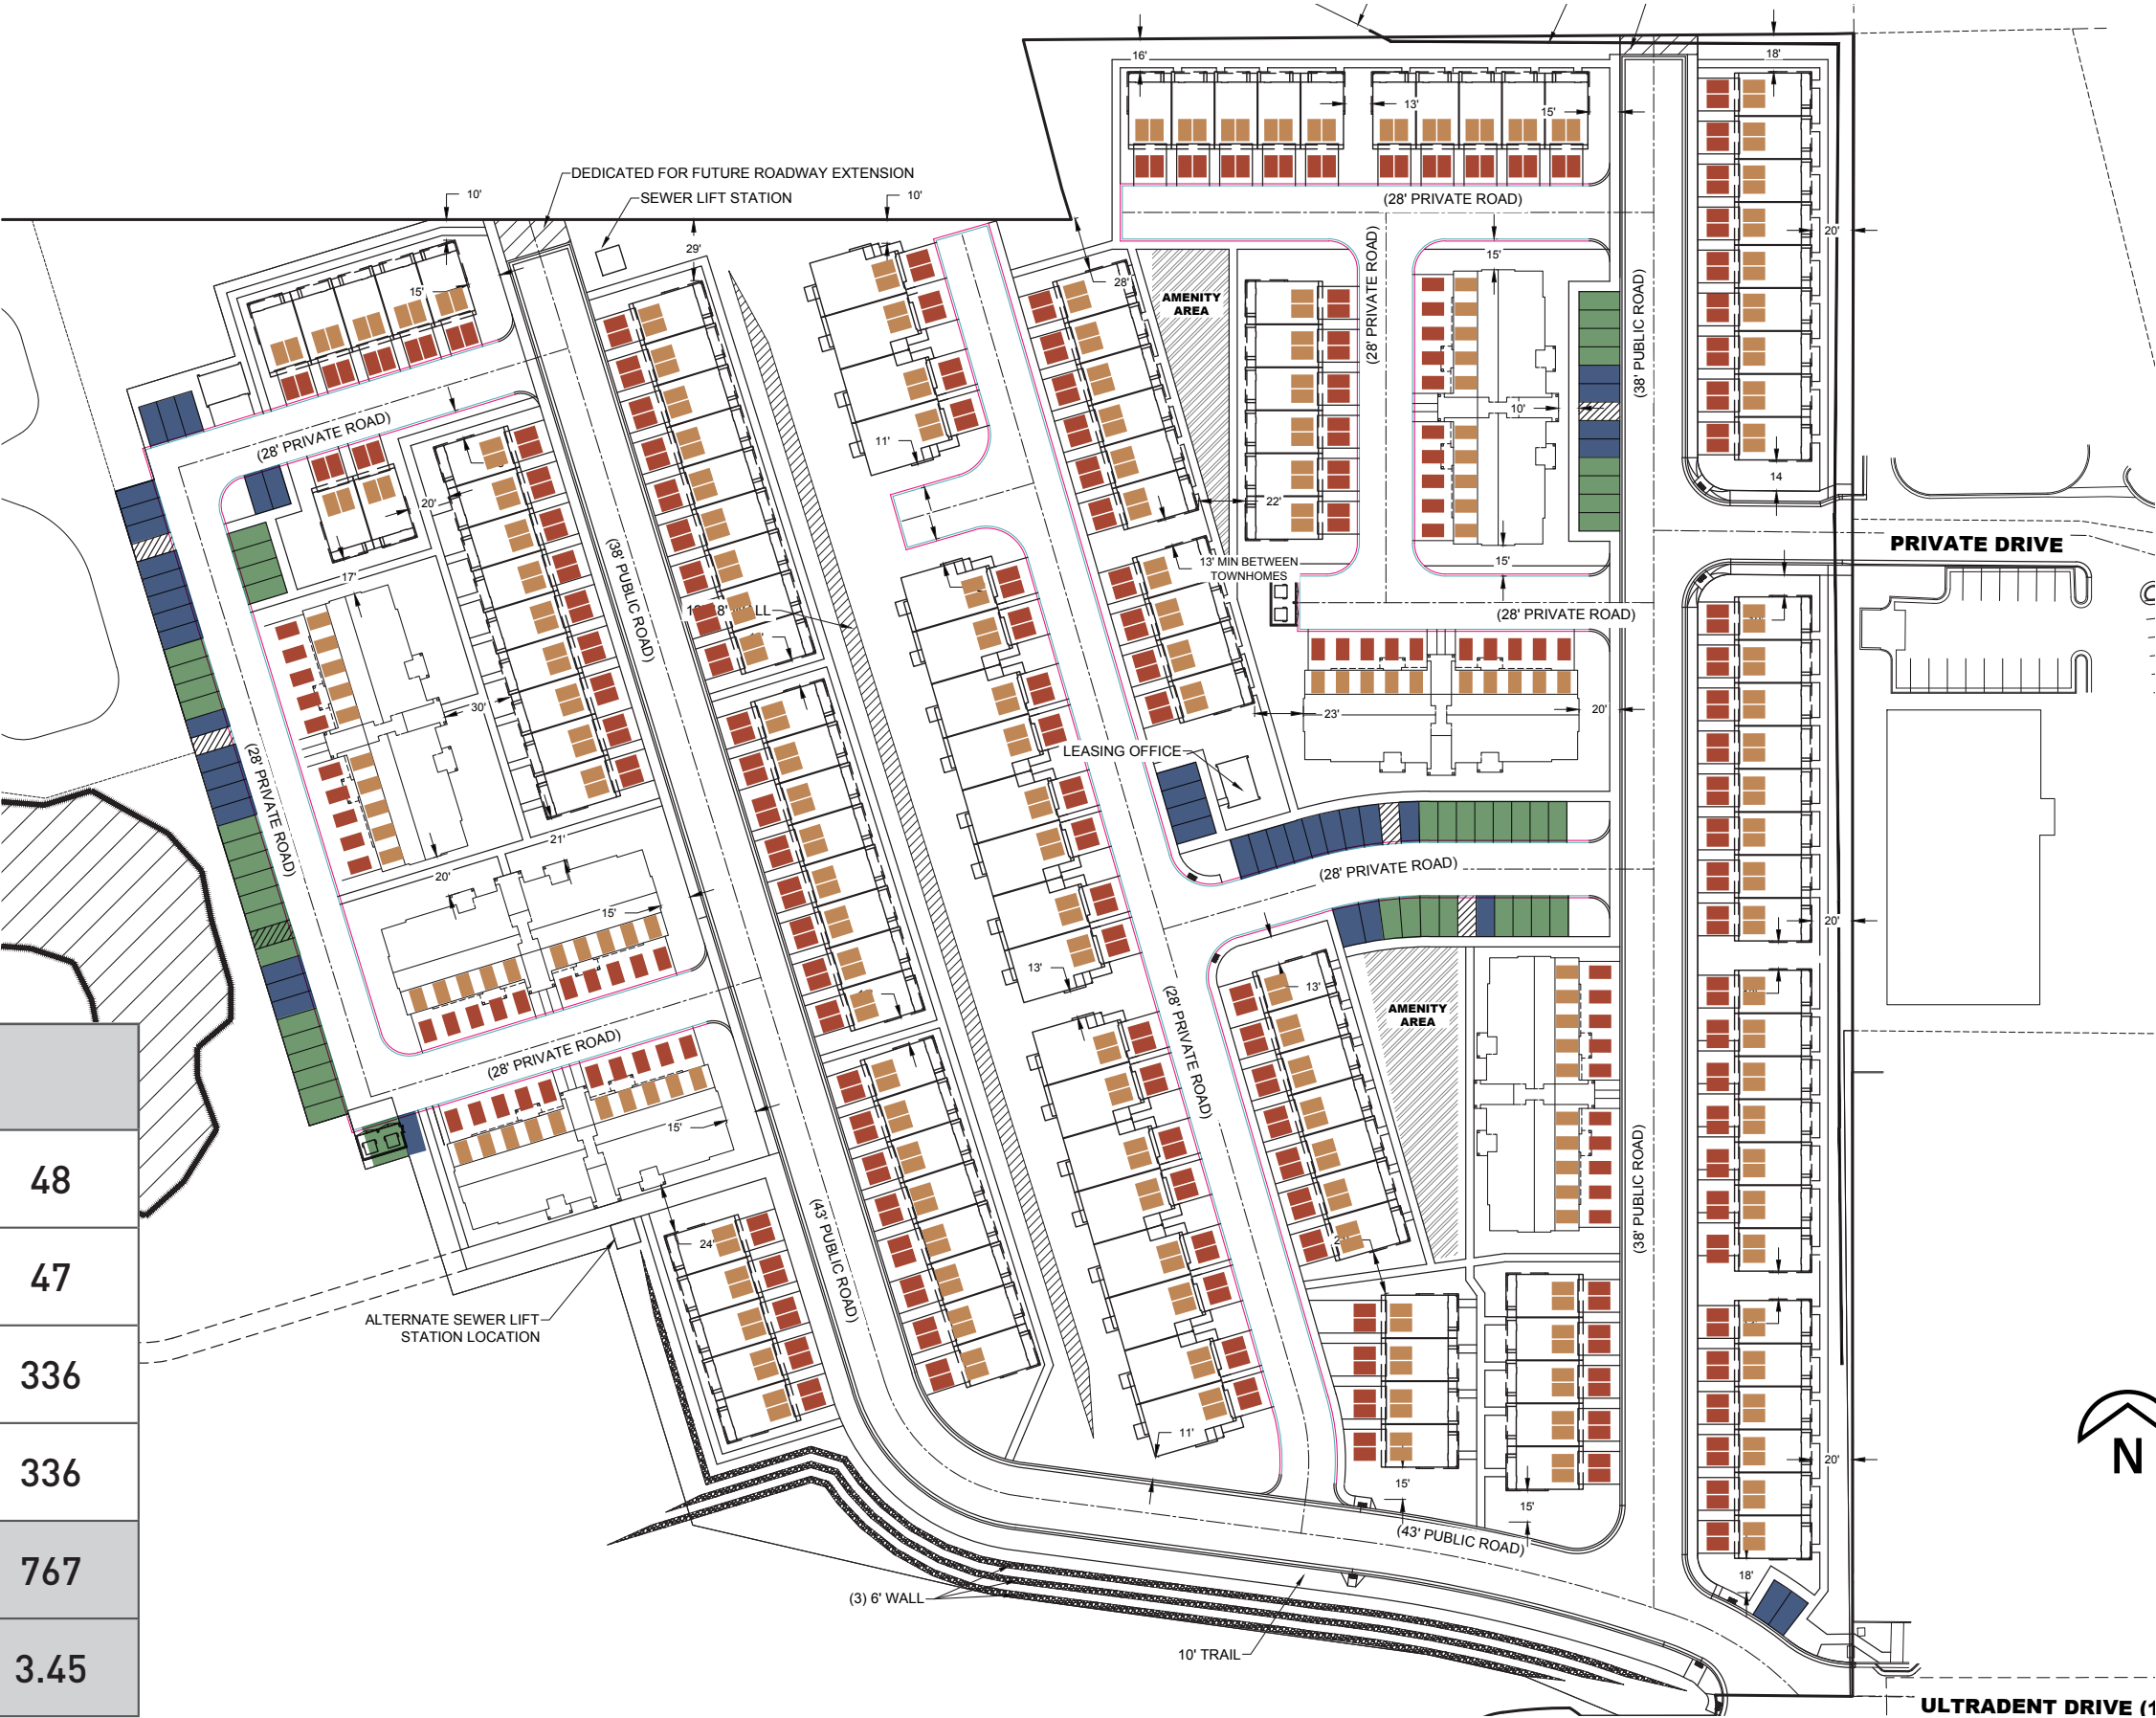 16'
18'
13'
15'
DEDICATED FOR FUTURE ROADWAY EXTENSION
SEWER LIFT STATION
10'
10'
(28' PRIVATE ROAD)
29'
15'
28'
15'
20'
AMENITY
AREA
(28' PRIVATE ROAD)
(38' PUBLIC ROAD)
10'
(28' PRIVATE ROAD)
11'
20'
22'
14
PRIVATE DRIVE
13' MIN BETWEEN
TOWNHOMES
15'
17'
(38' PUBLIC ROAD)
(28' PRIVATE ROAD)
30'
23'
20'
LEASING OFFICE
(28' PRIVATE ROAD)
21'
20'
(28' PRIVATE ROAD)
15'
20'
13'
13'
(28' PRIVATE ROAD)
AMENITY
AREA
(28' PRIVATE ROAD)
15'
(38' PUBLIC ROAD)
48
24'
(43' PUBLIC ROAD)
47
ALTERNATE SEWER LIFT
STATION LOCATION
336
11'
20'
N
336
15'
15'
(43' PUBLIC ROAD)
767
18'
(3) 6' WALL
10' TRAIL
3.45
ULTRADENT DRIVE (1